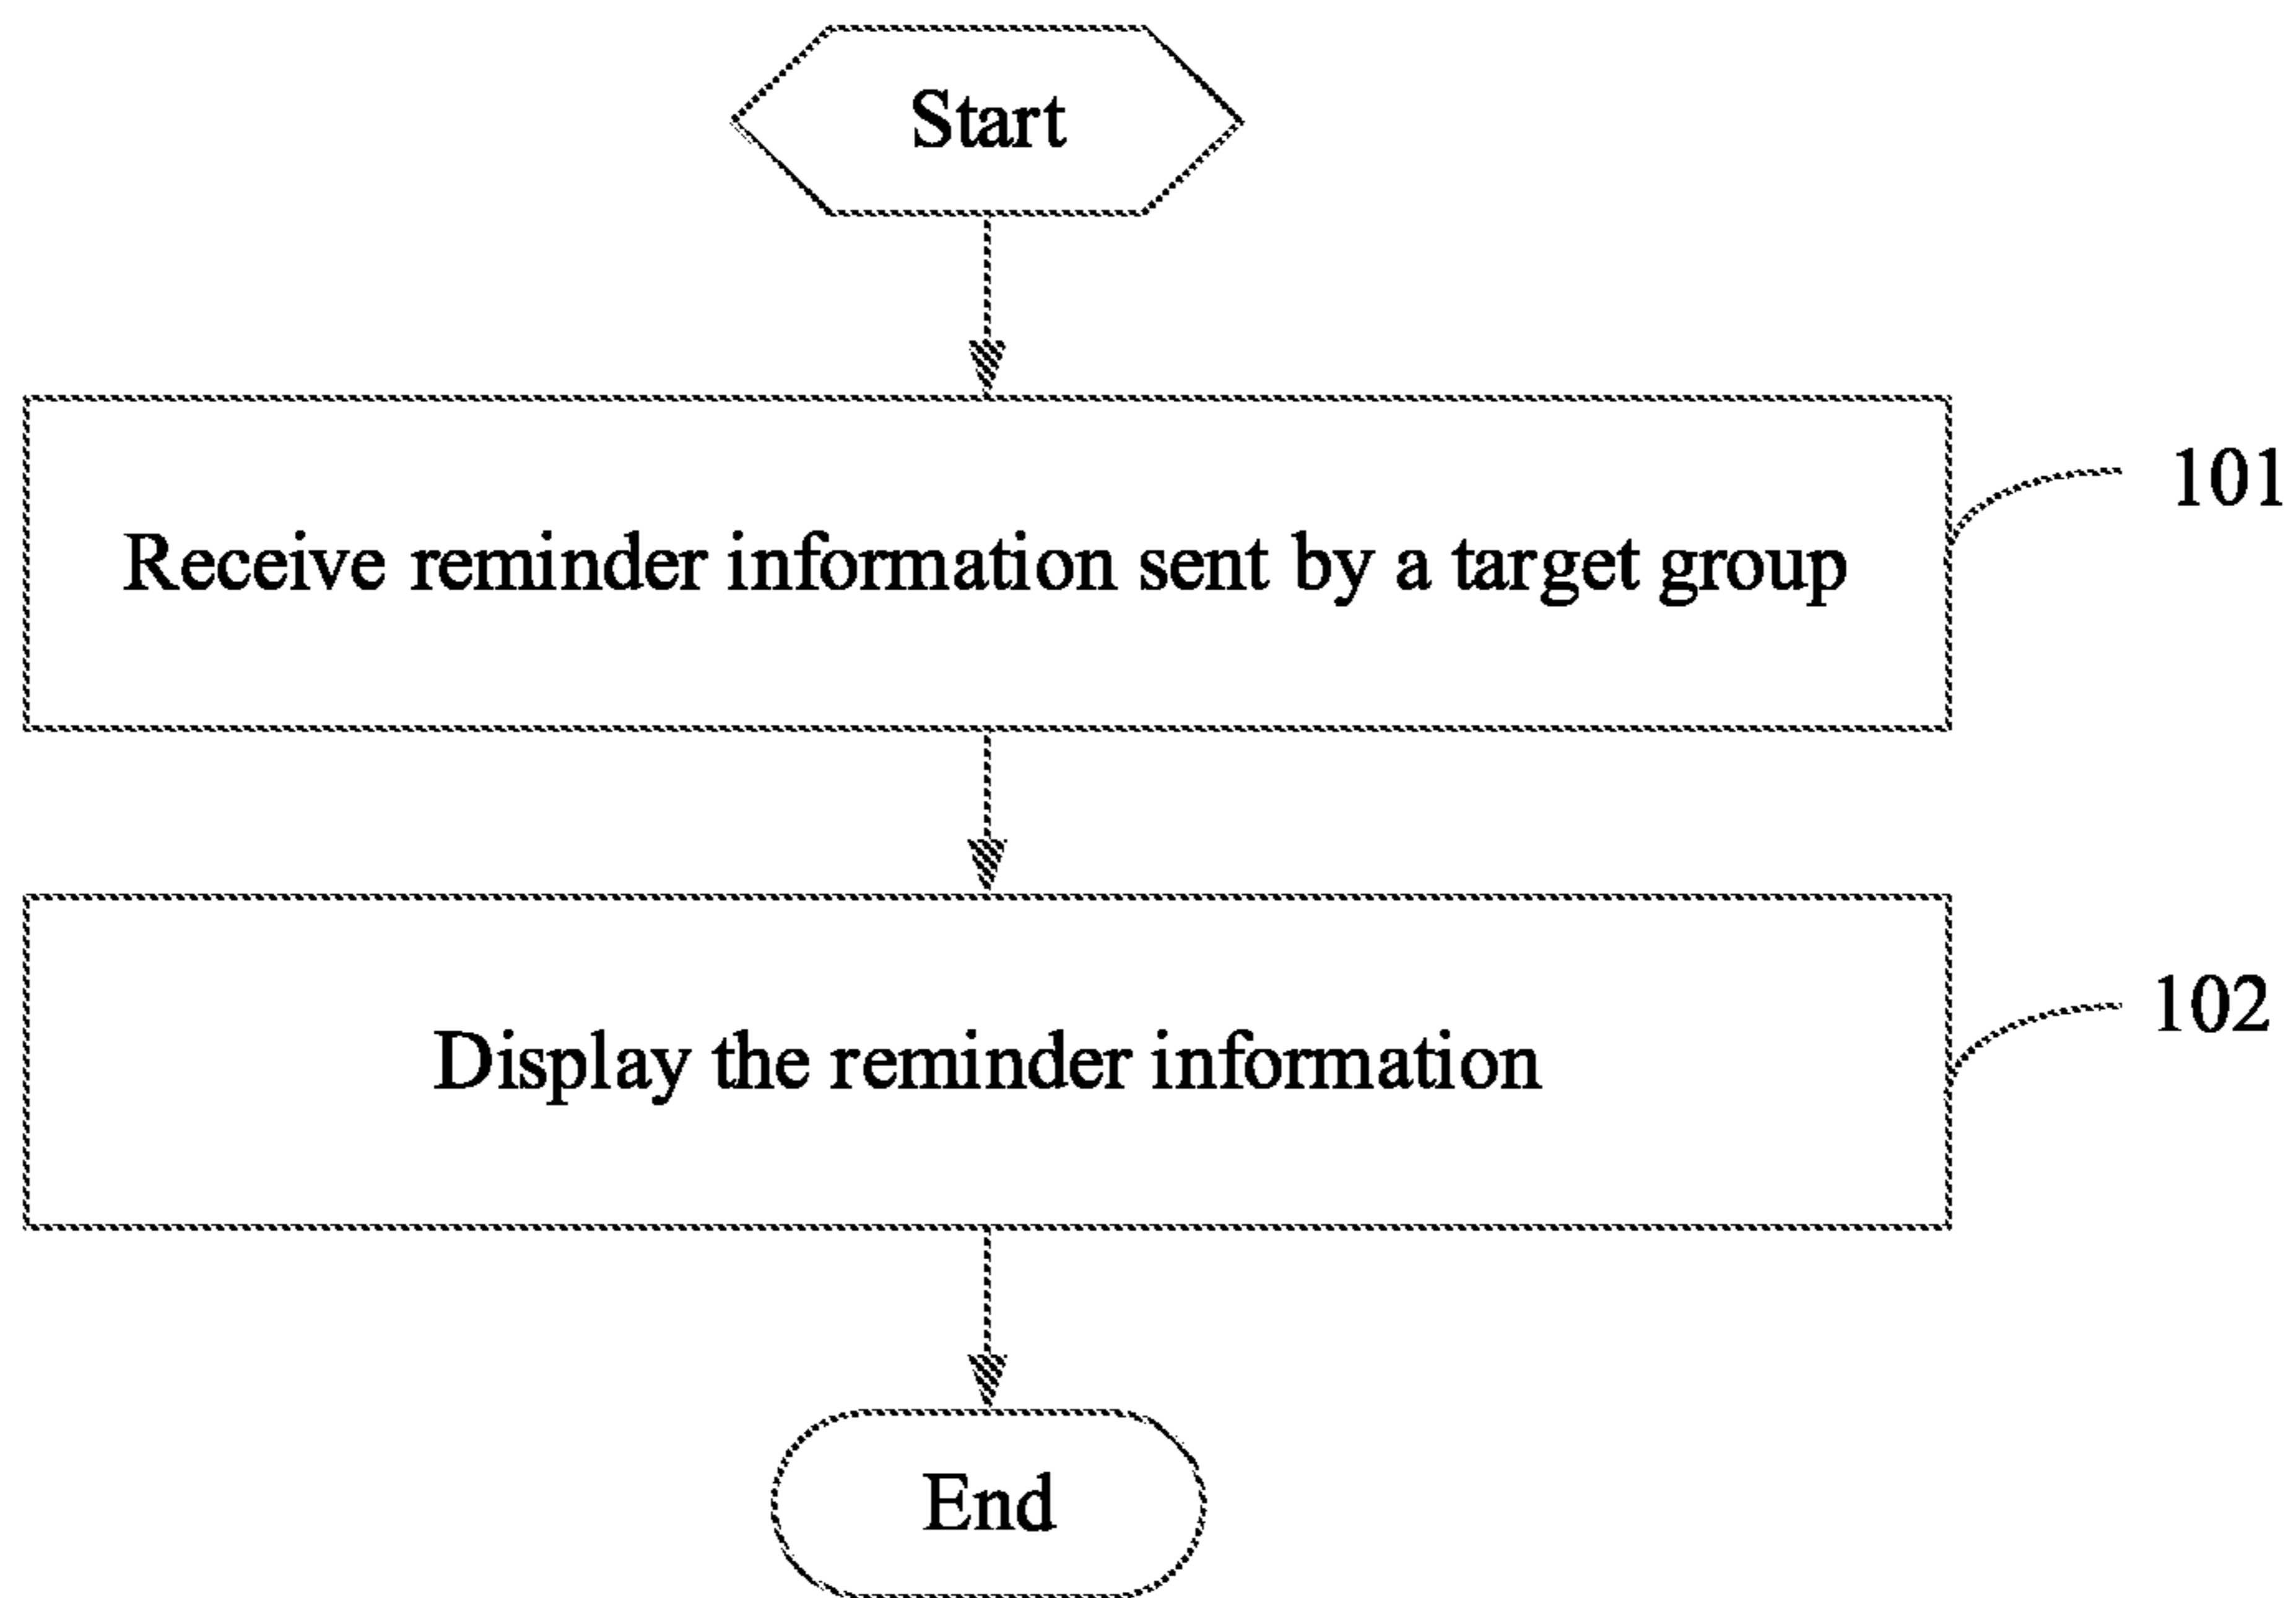 Start
Receive reminder information sent by a target group
101
Display the reminder information
102
End